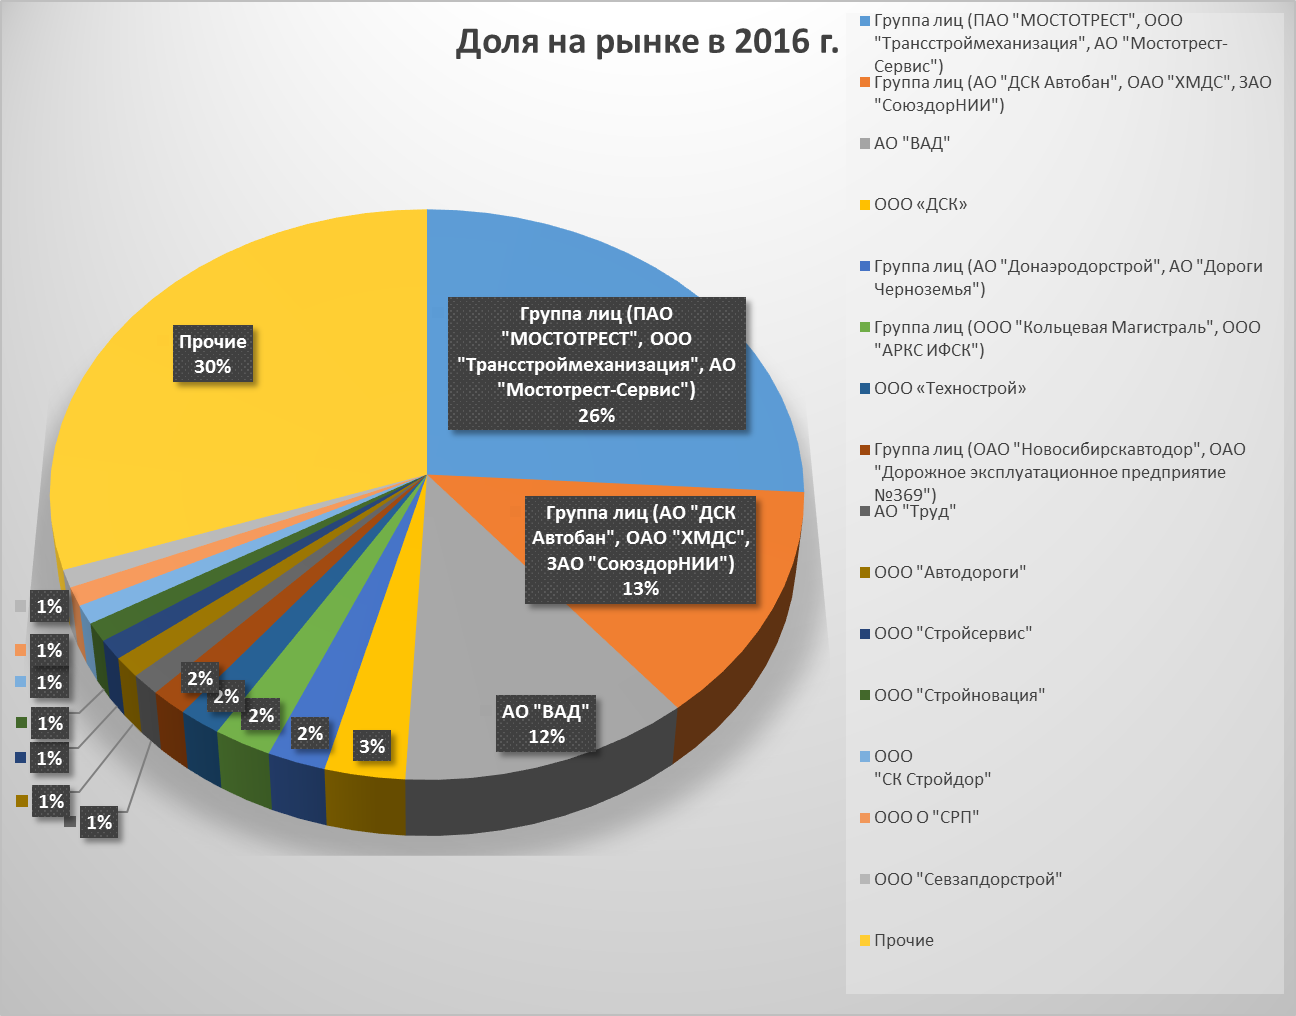 Доля на рынке в 2016 г.
Группа лиц (ПАО "МОСТОТРЕСТ", ООО
"Трансстроймеханизация", АО "Мостотрест-
Сервис")
Группа лиц (АО "ДСК Автобан", ОАО "ХМДС", ЗАО
"СоюздорНИИ")
АО "ВАД"
ООО «ДСК»
Группа лиц (АО "Донаэродорстрой", АО "Дороги
Черноземья")
Группа лиц (ООО "Кольцевая Магистраль", ООО
"АРКС ИФСК")
ООО «Технострой»
Группа лиц (ОАО "Новосибирскавтодор", ОАО
"Дорожное эксплуатационное предприятие
№369")
АО "Труд"
ООО "Автодороги"
ООО "Стройсервис"
ООО "Стройновация"
ООО
"СК Стройдор"
ООО О "СРП"
ООО "Севзапдорстрой"
Прочие
Группа лиц (ПАО
"МОСТОТРЕСТ", ООО
"Трансстроймеханизация", АО
"Мостотрест-Сервис")
26%
Группа лиц (АО "ДСК
Автобан", ОАО "ХМДС",
ЗАО "СоюздорНИИ")
13%
АО "ВАД"
12%
3%
2%
2%
2%
2%
1%
1%
1%
1%
1%
1%
1%
Прочие
30%